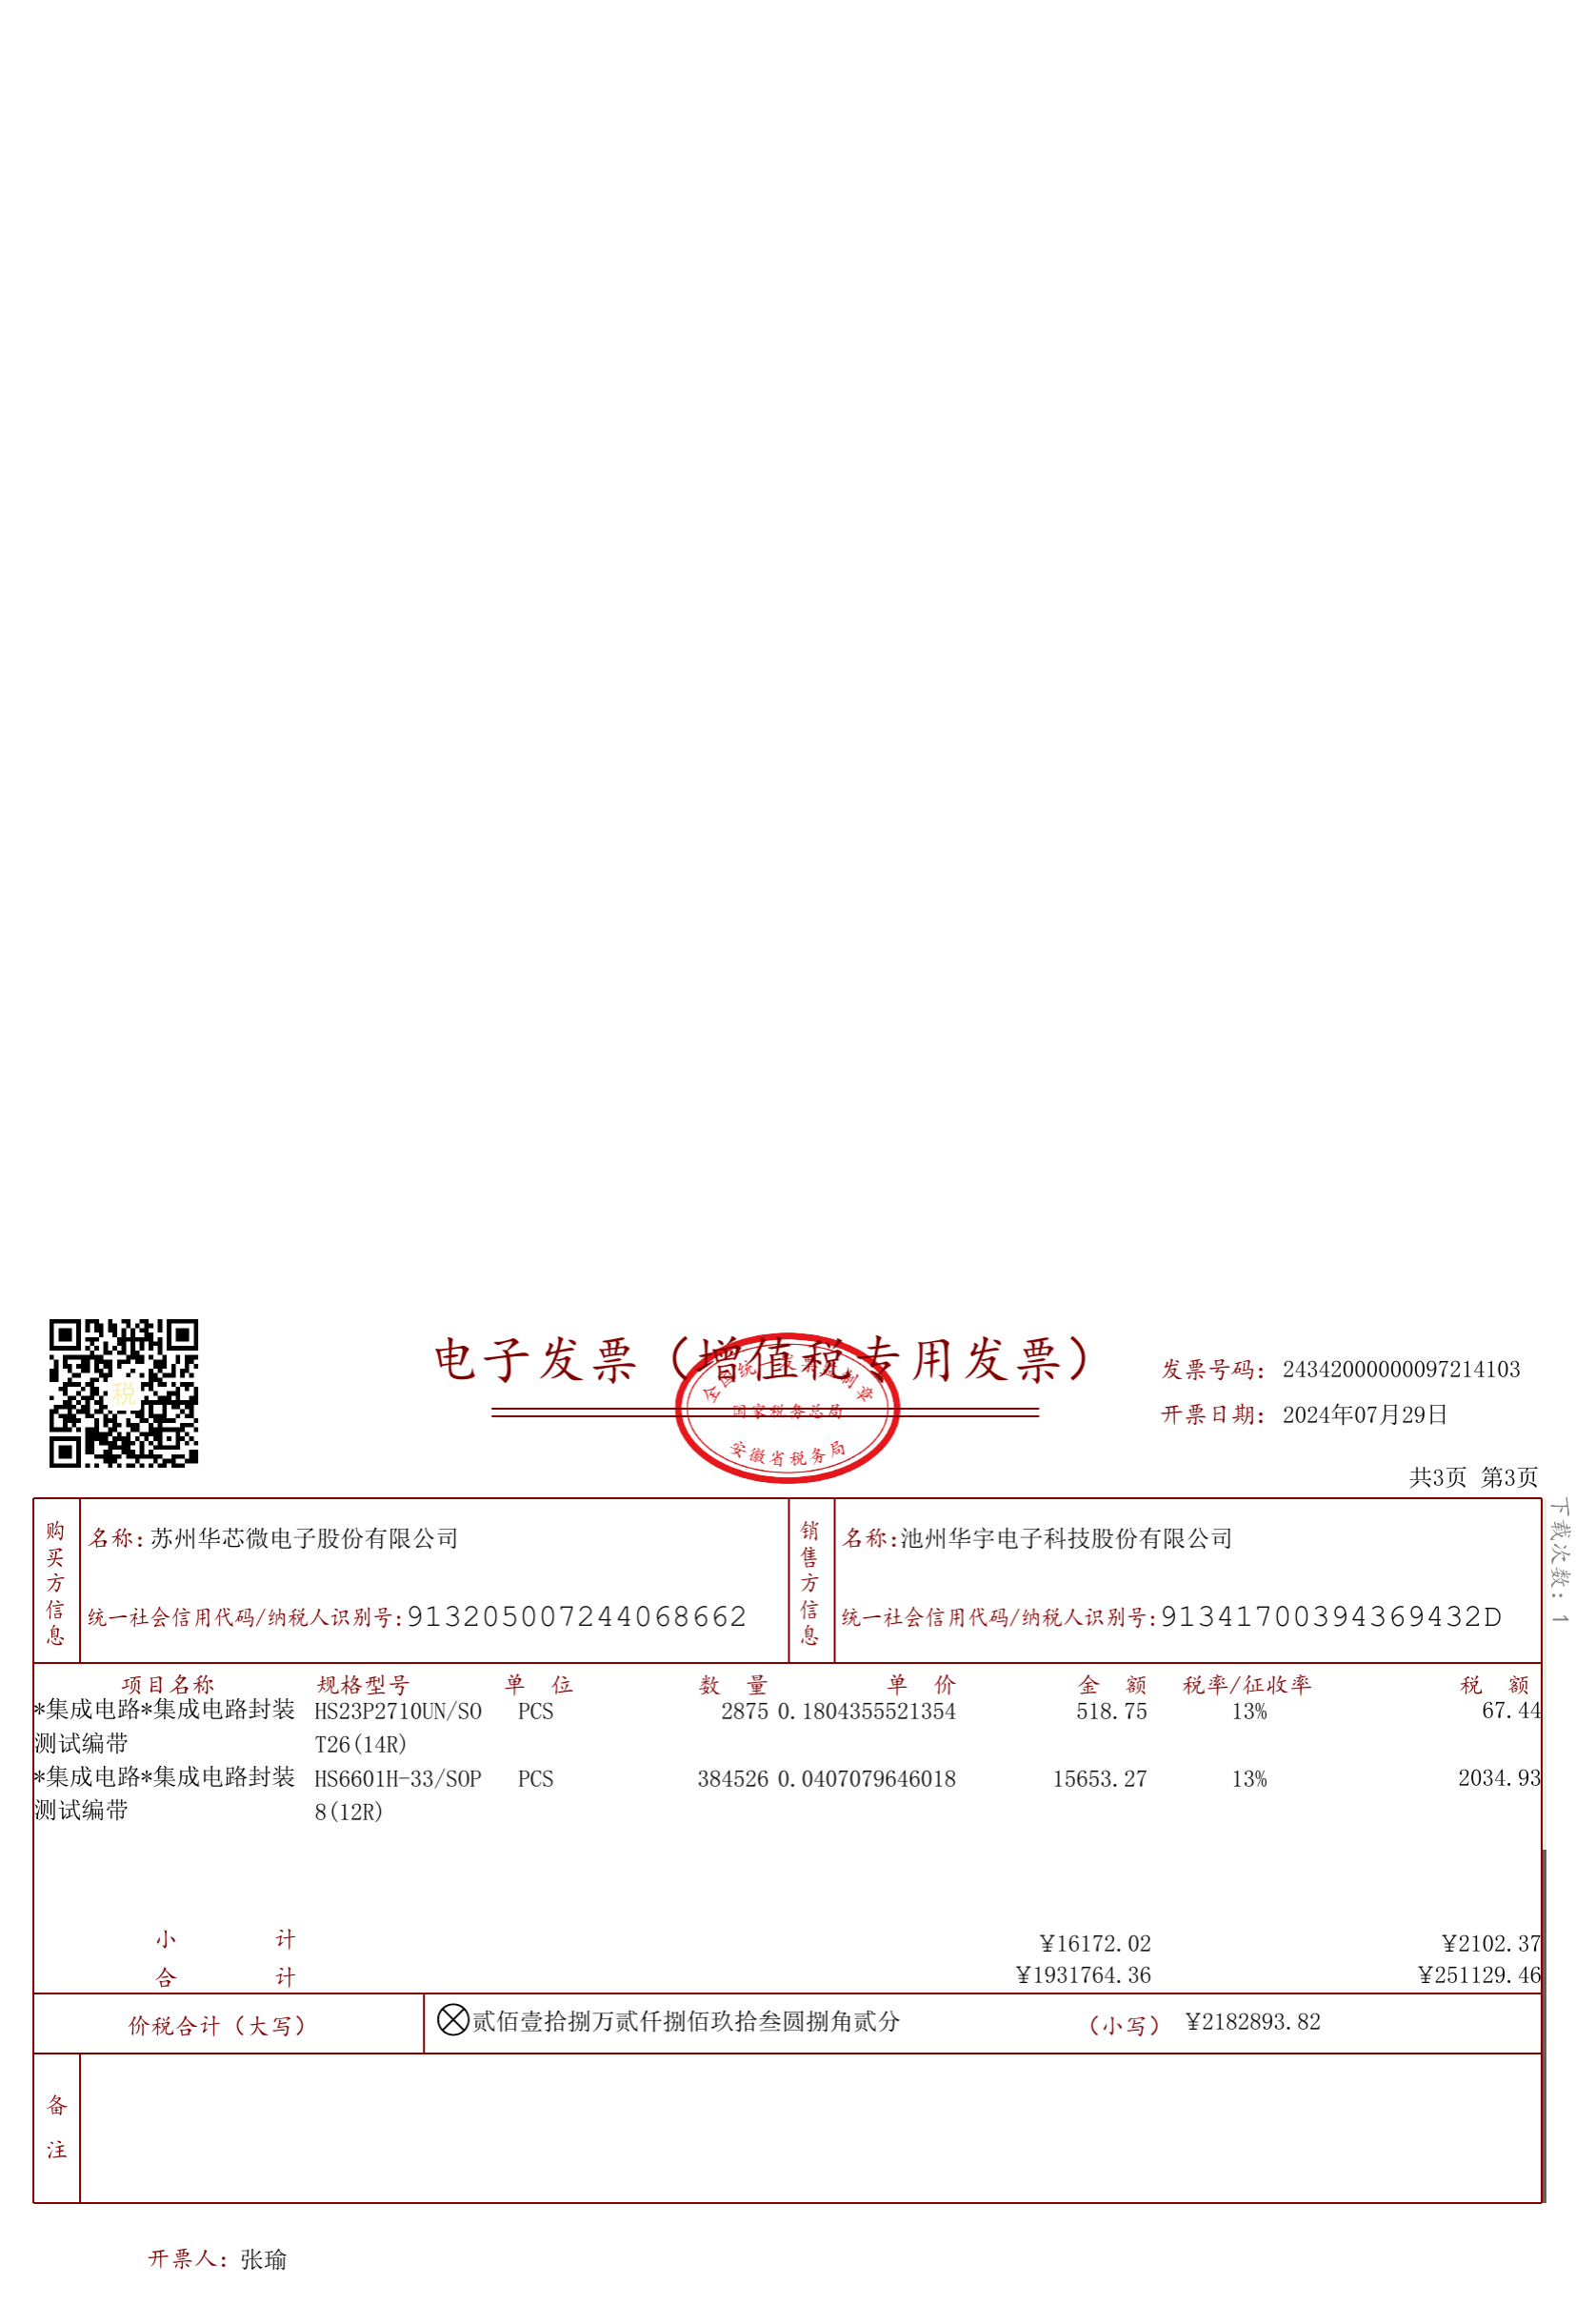 电子发票（增值税专用发票）
全国统一发票监制章
国家税务总局
安徽省税务局
税
发票号码：24342000000097214103
开票日期：2024年07月29日
共3页 第3页
下载次数：1
购买方信息
名称：苏州华芯微电子股份有限公司
统一社会信用代码/纳税人识别号：913205007244068662
销售方信息
名称：池州华宇电子科技股份有限公司
统一社会信用代码/纳税人识别号：91341700394369432D
项目名称 规格型号 单 位 数 量 单 价 金 额 税率/征收率 税 额
*集成电路*集成电路封装 HS23P2710UN/SO PCS 2875 0.1804355521354 518.75 13% 67.44
测试编带 T26(14R)
*集成电路*集成电路封装 HS6601H-33/SOP PCS 384526 0.0407079646018 15653.27 13% 2034.93
测试编带 8(12R)
小 计 ¥16172.02 ¥2102.37
合 计 ¥1931764.36 ¥251129.46
价税合计（大写） 贰佰壹拾捌万贰仟捌佰玖拾叁圆捌角贰分 （小写） ¥2182893.82
备注
开票人：张瑜